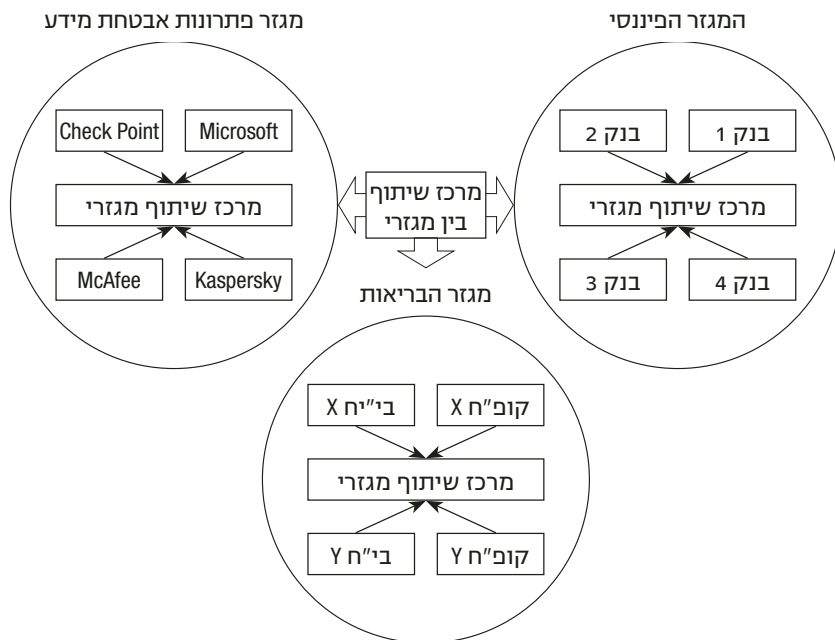 המגזר הפיננסי
מגזר פתרונות אבטחת מידע
בנק 1
בנק 2
מרכז שיתוף מגזרי
בנק 4
בנק 3
מרכז שיתוף
בין מגזרי
Check Point
Microsoft
מרכז שיתוף מגזרי
McAfee
Kaspersky
מגזר הבריאות
קופ"ח X
בי"יח X
מרכז שיתוף מגזרי
קופ"ח Y
בי"ח Y